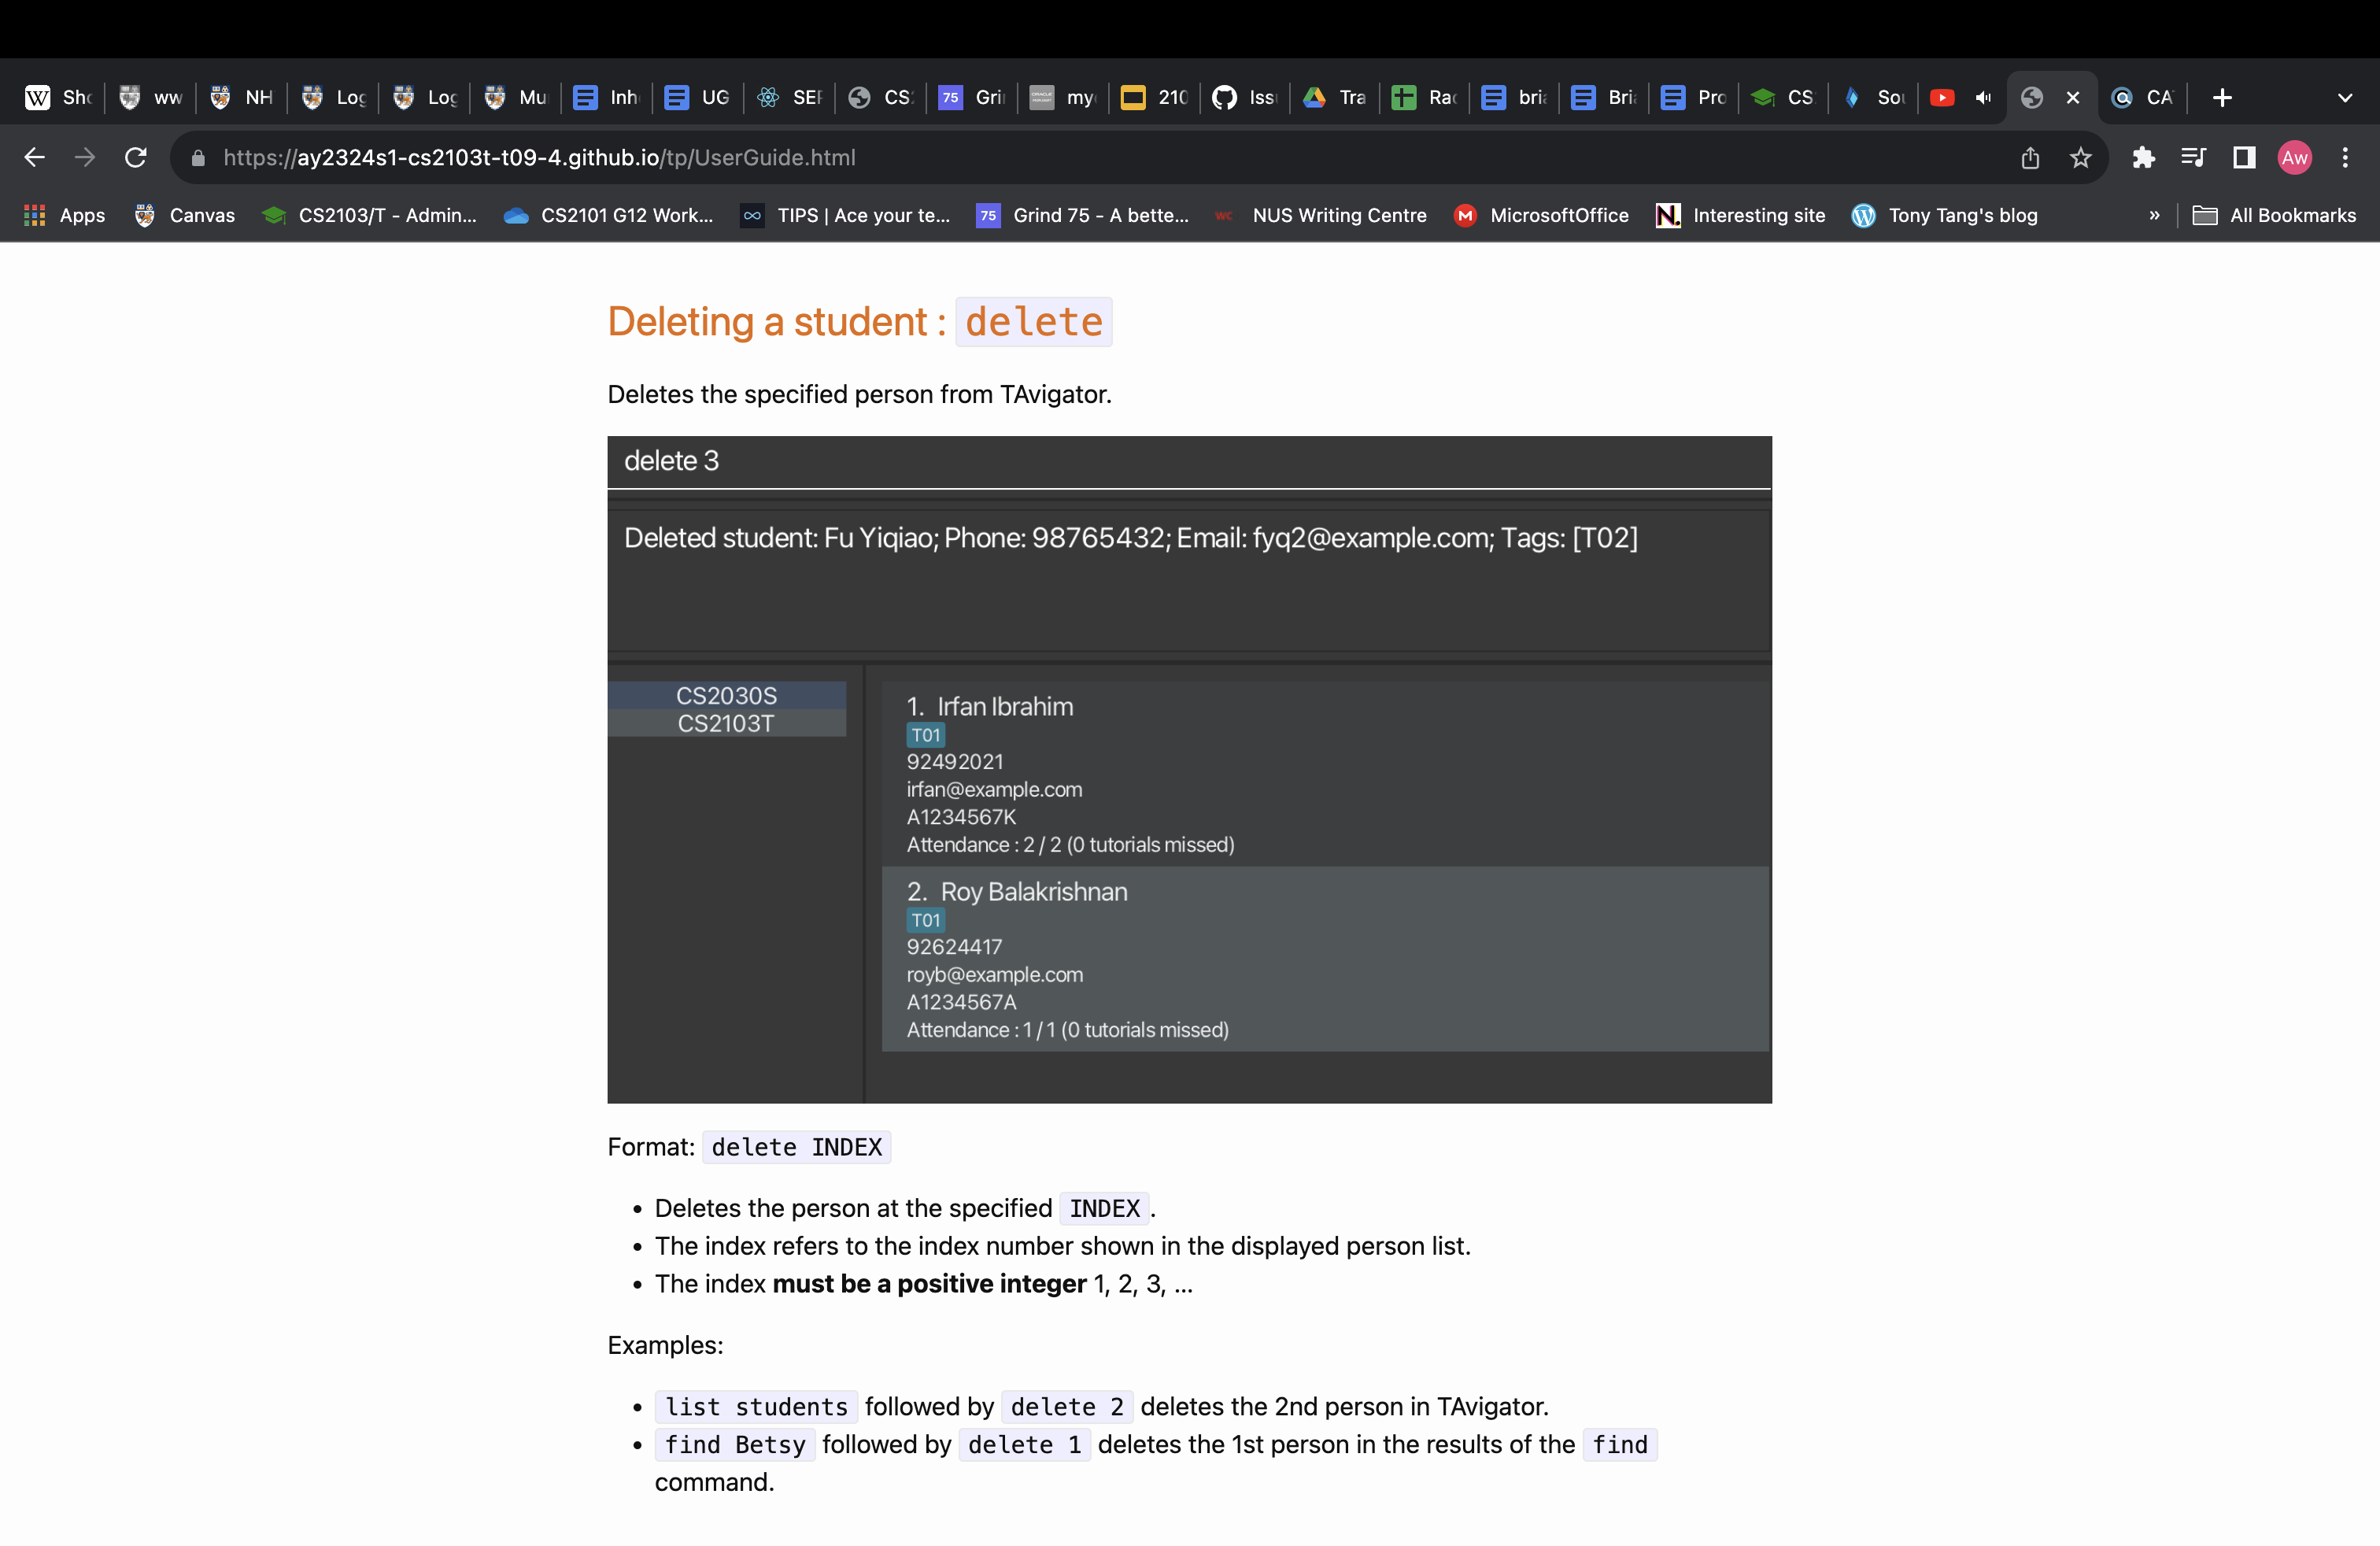 Sho ww NH Log Log Mu Inh UG SEF CS: 75 Gri my 210 Iss Tra Rac bria Bria Pro CS Sou CA
https://ay2324s1-cs2103t-t09-4.github.io/tp/UserGuide.html Aw
Apps Canvas CS2103/T - Admin... CS2101 G12 Work... TIPS | Ace your te... 75 Grind 75 - A bette... WC NUS Writing Centre MicrosoftOffice Interesting site Tony Tang's blog » All Bookmarks
Deleting a student : delete
Deletes the specified person from TAvigator.
delete 3
Deleted student: Fu Yiqiao; Phone: 98765432; Email: fyq2@example.com; Tags: [T02]
CS2030S
CS2103T
1. Irfan Ibrahim
T01
92492021
irfan@example.com
A1234567K
Attendance : 2 / 2 (0 tutorials missed)
2. Roy Balakrishnan
T01
92624417
royb@example.com
A1234567A
Attendance : 1 / 1 (0 tutorials missed)
Format: delete INDEX
• Deletes the person at the specified INDEX .
• The index refers to the index number shown in the displayed person list.
• The index must be a positive integer 1, 2, 3, …
Examples:
• list students followed by delete 2 deletes the 2nd person in TAvigator.
• find Betsy followed by delete 1 deletes the 1st person in the results of the find
command.